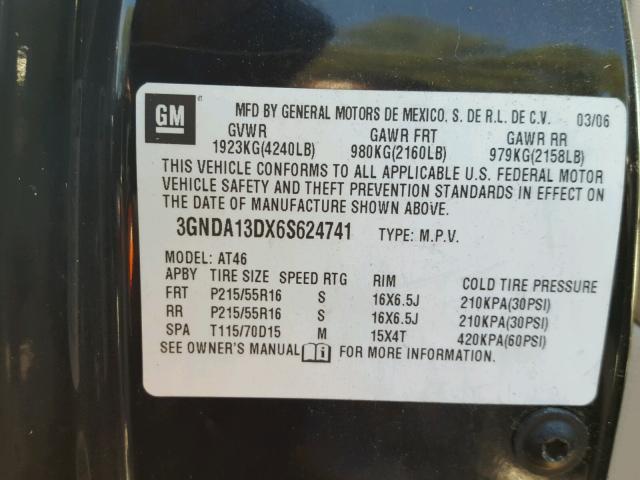 GM
MFD BY GENERAL MOTORS DE MEXICO, S. DE R.L. DE C.V. 03/06
GVWR GAWR FRT GAWR RR
1923KG(4240LB) 980KG(2160LB) 979KG(2158LB)
THIS VEHICLE CONFORMS TO ALL APPLICABLE U.S. FEDERAL MOTOR
VEHICLE SAFETY AND THEFT PREVENTION STANDARDS IN EFFECT ON
THE DATE OF MANUFACTURE SHOWN ABOVE.
3GNDA13DX6S624741 TYPE: M.P.V.
MODEL: AT46
APBY TIRE SIZE SPEED RTG RIM COLD TIRE PRESSURE
FRT P215/55R16 S 16X6.5J 210KPA(30PSI)
RR P215/55R16 S 16X6.5J 210KPA(30PSI)
SPA T115/70D15 M 15X4T 420KPA(60PSI)
SEE OWNER'S MANUAL FOR MORE INFORMATION.